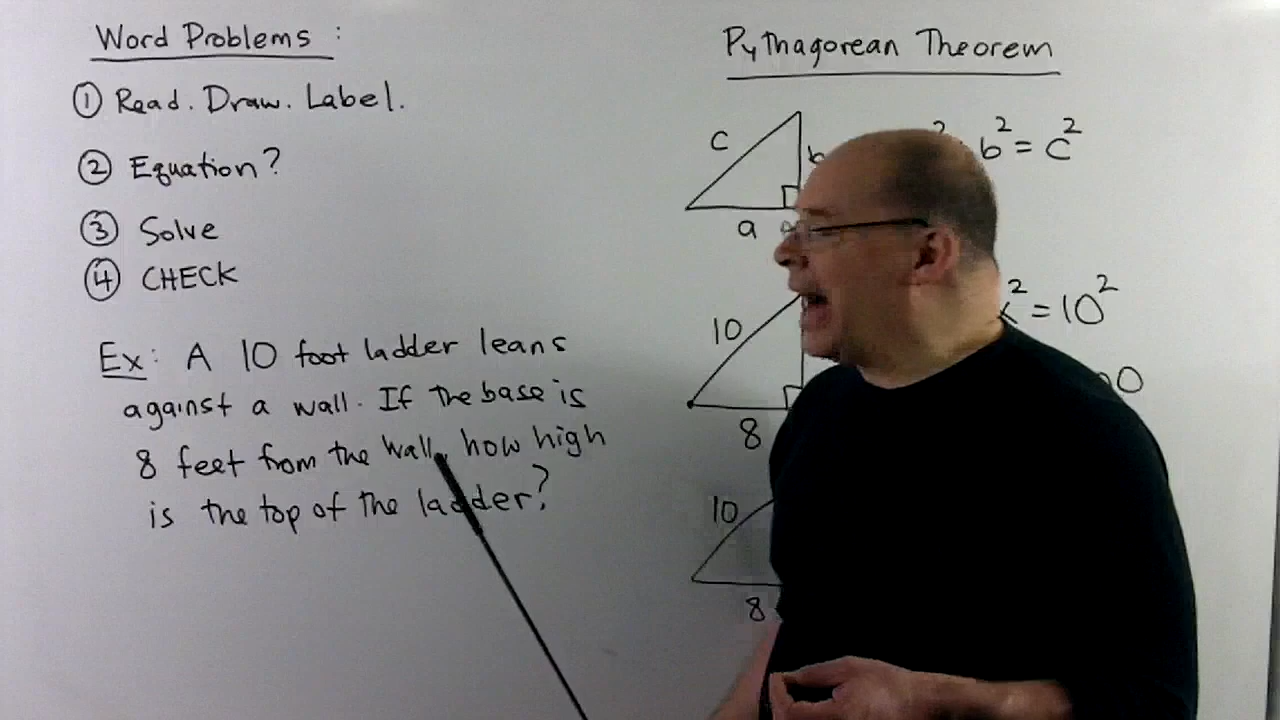 Word Problems :
① Read. Draw. Label.
② Equation?
③ Solve
④ CHECK
Ex: A 10 foot ladder leans
against a wall. If the base is
8 feet from the wall, how high
is the top of the ladder?
Pythagorean Theorem
c
b
a
b² = c²
10
x² = 10²
8
10
8